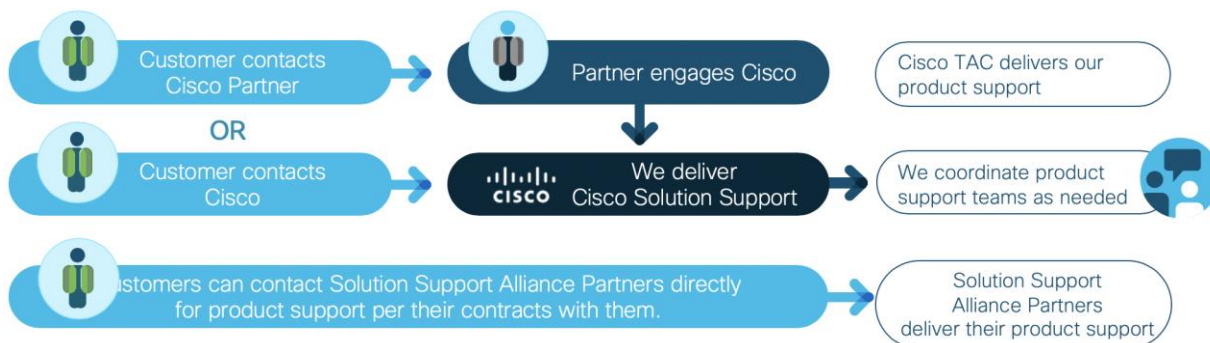 Customer contacts
Cisco Partner
Partner engages Cisco
Cisco TAC delivers our
product support
OR
Customer contacts
Cisco
CISCO
We deliver
Cisco Solution Support
We coordinate product
support teams as needed
ustomers can contact Solution Support Alliance Partners directly
for product support per their contracts with them.
Solution Support
Alliance Partners
deliver their product support